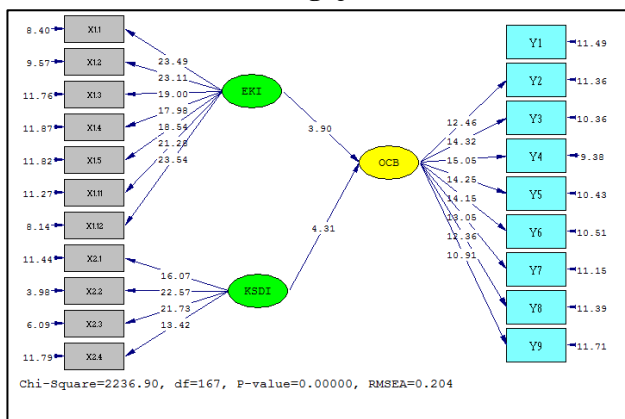 8.40 X1.1
9.57 X1.2
11.76 X1.3
11.87 X1.4
11.82 X1.5
11.27 X1.11
8.14 X1.12
11.44 X2.1
3.98 X2.2
6.09 X2.3
11.79 X2.4
23.49
23.11
19.00
17.98
18.54
21.28
23.54
16.07
22.57
21.73
13.42
EKI
KSDI
3.90
4.31
OCB
12.46
14.32
15.05
14.25
14.15
13.05
12.36
10.91
Y1 11.49
Y2 11.36
Y3 10.36
Y4 9.38
Y5 10.43
Y6 10.51
Y7 11.15
Y8 11.39
Y9 11.71
Chi-Square=2236.90, df=167, P-value=0.00000, RMSEA=0.204